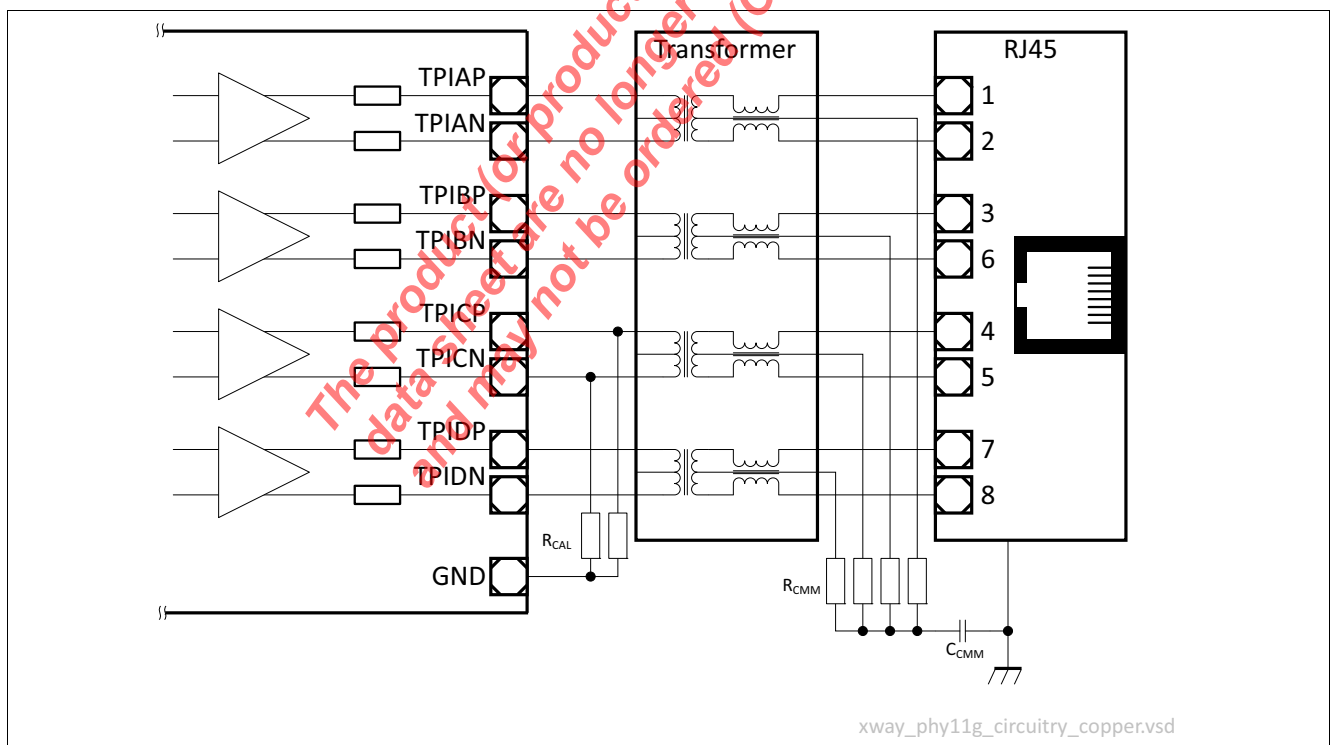 Transformer
RJ45
TPIAP
1
TPIAN
2
TPIBP
3
TPIBN
6
TPICP
4
TPICN
5
TPIDP
7
TPIDN
8
RCAL
GND
RCMM
CCMM
xway_phy11g_circuitry_copper.vsd
The product (or product
data sheet are no longer
and may not be ordered (